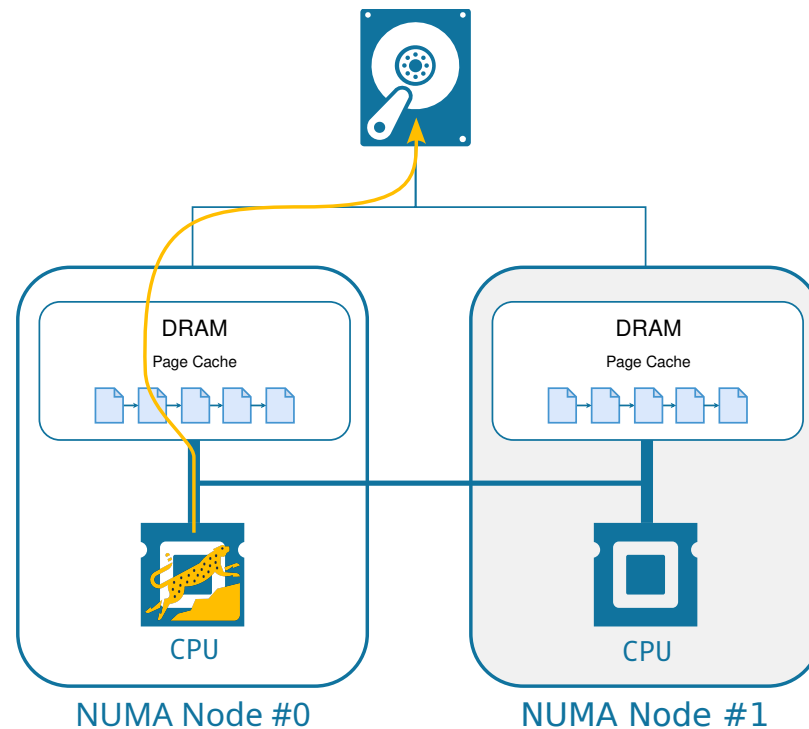 DRAM
Page Cache
CPU
NUMA Node #0
DRAM
Page Cache
CPU
NUMA Node #1